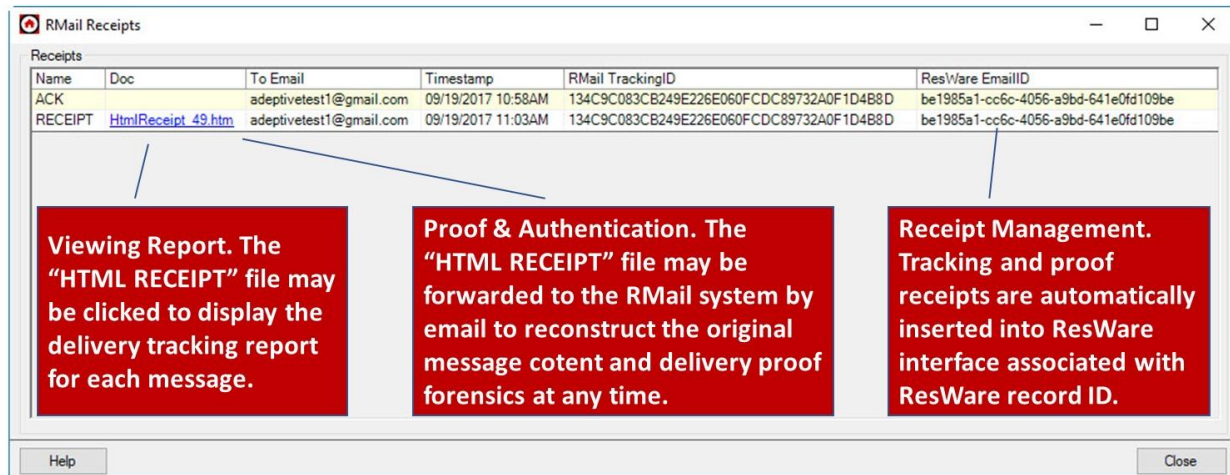 RMail Receipts
Receipts
Name Doc To Email Timestamp RMail TrackingID ResWare EmailID
ACK adeptivetest1@gmail.com 09/19/2017 10:58AM 134C9C083CB249E226E060FCDC89732A0F1D4B8D be1985a1-cc6c-4056-a9bd-641e0fd109be
RECEIPT HtmlReceipt_49.htm adeptivetest1@gmail.com 09/19/2017 11:03AM 134C9C083CB249E226E060FCDC89732A0F1D4B8D be1985a1-cc6c-4056-a9bd-641e0fd109be
Viewing Report. The
“HTML RECEIPT” file may
be clicked to display the
delivery tracking report
for each message.
Proof & Authentication. The
“HTML RECEIPT” file may be
forwarded to the RMail system by
email to reconstruct the original
message cotent and delivery proof
forensics at any time.
Receipt Management.
Tracking and proof
receipts are automatically
inserted into ResWare
interface associated with
ResWare record ID.
Help
Close